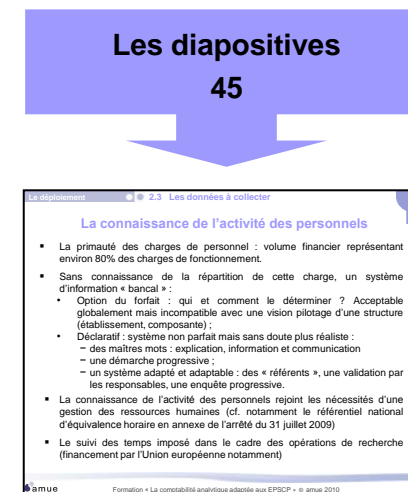 Les diapositives
45
Le déploiement
2.3 Les données à collecter
La connaissance de l'activité des personnels
▪ La primauté des charges de personnel : volume financier représentant
environ 80% des charges de fonctionnement.
▪ Sans connaissance de la répartition de cette charge, un système
d'information « bancal » :
• Option du forfait : qui et comment le déterminer ? Acceptable
globalement mais incompatible avec une vision pilotage d'une structure
(établissement, composante) ;
• Déclaratif : système non parfait mais sans doute plus réaliste :
− des maîtres mots : explication, information et communication
− une démarche progressive ;
− un système adapté et adaptable : des « référents », une validation par
les responsables, une enquête progressive.
▪ La connaissance de l'activité des personnels rejoint les nécessités d'une
gestion des ressources humaines (cf. notamment le référentiel national
d'équivalence horaire en annexe de l'arrêté du 31 juillet 2009)
▪ Le suivi des temps imposé dans le cadre des opérations de recherche
(financement par l'Union européenne notamment)
amue
Formation « La comptabilité analytique adaptée aux EPSCP » © amue 2010